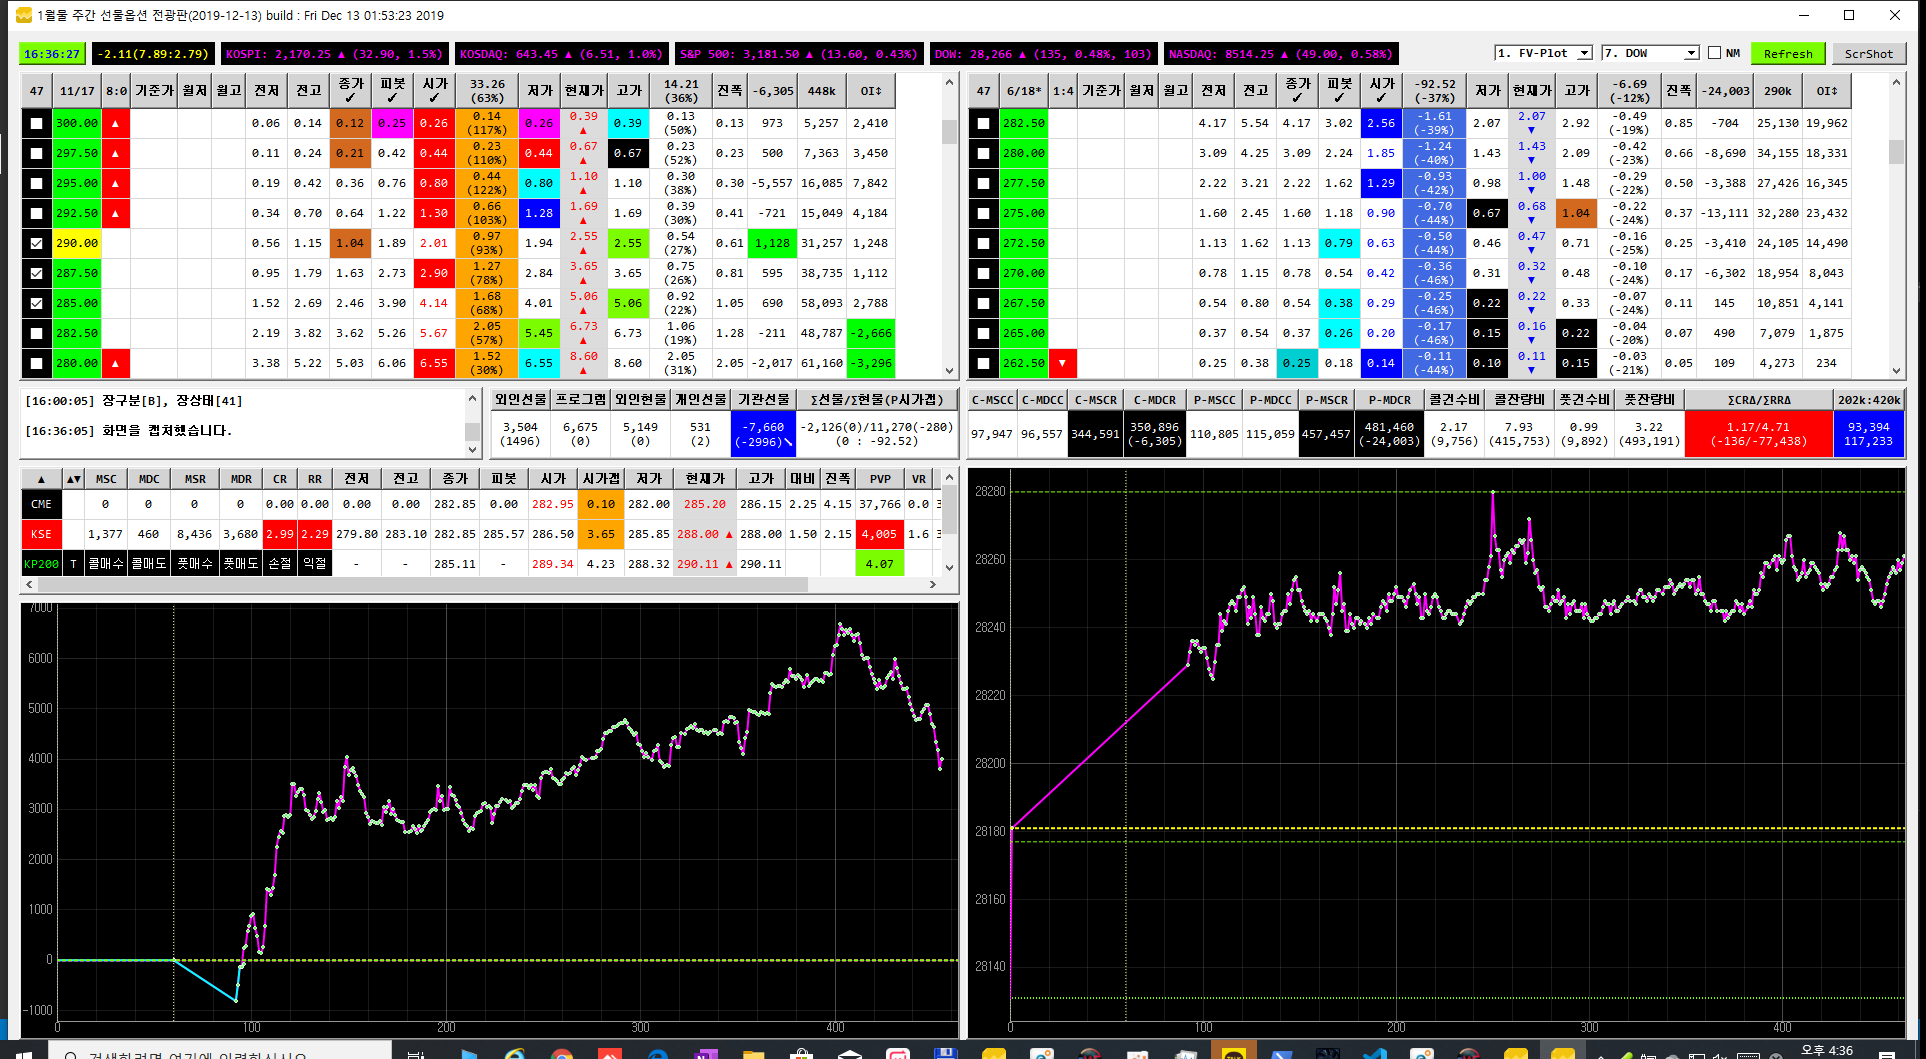 1월물 주간 선물옵션 전광판(2019-12-13) build : Fri Dec 13 01:53:23 2019
16:36:27 -2.11(7.89:2.79) KOSPI: 2,170.25 ▲ (32.90, 1.5%) KOSDAQ: 643.45 ▲ (6.51, 1.0%) S&P 500: 3,181.50 ▲ (13.60, 0.43%) DOW: 28,266 ▲ (135, 0.48%, 103) NASDAQ: 8514.25 ▲ (49.00, 0.58%) 1. FV-Plot 7. DOW NM Refresh ScrShot
47 11/17 8:0 기준가 월저 월고 전저 전고 종가 ✓ 피봇 ✓ 시가 ✓ 33.26 (63%) 저가 현재가 고가 14.21 (36%) 진폭 -6,305 448k OI↕
300.00 ▲ 0.06 0.14 0.12 0.25 0.26 0.14 (117%) 0.26 0.39 ▲ 0.39 0.13 (50%) 0.13 973 5,257 2,410
297.50 ▲ 0.11 0.24 0.21 0.42 0.44 0.23 (110%) 0.44 0.67 ▲ 0.67 0.23 (52%) 0.23 500 7,363 3,450
295.00 ▲ 0.19 0.42 0.36 0.76 0.80 0.44 (122%) 0.80 1.10 ▲ 1.10 0.30 (38%) 0.30 -5,557 16,085 7,842
292.50 ▲ 0.34 0.70 0.64 1.22 1.30 0.66 (103%) 1.28 1.69 ▲ 1.69 0.39 (30%) 0.41 -721 15,049 4,184
290.00 0.56 1.15 1.04 1.89 2.01 0.97 (93%) 1.94 2.55 ▲ 2.55 0.54 (27%) 0.61 1,128 31,257 1,248
287.50 0.95 1.79 1.63 2.73 2.90 1.27 (78%) 2.84 3.65 ▲ 3.65 0.75 (26%) 0.81 595 38,735 1,112
285.00 1.52 2.69 2.46 3.90 4.14 1.68 (68%) 4.01 5.06 ▲ 5.06 0.92 (22%) 1.05 690 58,093 2,788
282.50 2.19 3.82 3.62 5.26 5.67 2.05 (57%) 5.45 6.73 ▲ 6.73 1.06 (19%) 1.28 -211 48,787 -2,666
280.00 ▲ 3.38 5.22 5.03 6.06 6.55 1.52 (30%) 6.55 8.60 ▲ 8.60 2.05 (31%) 2.05 -2,017 61,160 -3,296
47 6/18* 1:4 기준가 월저 월고 전저 전고 종가 ✓ 피봇 ✓ 시가 ✓ -92.52 (-37%) 저가 현재가 고가 -6.69 (-12%) 진폭 -24,003 290k OI↕
282.50 4.17 5.54 4.17 3.02 2.56 -1.61 (-39%) 2.07 2.07 ▼ 2.92 -0.49 (-19%) 0.85 -704 25,130 19,962
280.00 3.09 4.25 3.09 2.24 1.85 -1.24 (-40%) 1.43 1.43 ▼ 2.09 -0.42 (-23%) 0.66 -8,690 34,155 18,331
277.50 2.22 3.21 2.22 1.62 1.29 -0.93 (-42%) 0.98 1.00 ▼ 1.48 -0.29 (-22%) 0.50 -3,388 27,426 16,345
275.00 1.60 2.45 1.60 1.18 0.90 -0.70 (-44%) 0.67 0.68 ▼ 1.04 -0.22 (-24%) 0.37 -13,111 32,280 23,432
272.50 1.13 1.62 1.13 0.79 0.63 -0.50 (-44%) 0.46 0.47 ▼ 0.71 -0.16 (-25%) 0.25 -3,410 24,105 14,490
270.00 0.78 1.15 0.78 0.54 0.42 -0.36 (-46%) 0.31 0.32 ▼ 0.48 -0.10 (-24%) 0.17 -6,302 18,954 8,043
267.50 0.54 0.80 0.54 0.38 0.29 -0.25 (-46%) 0.22 0.22 ▼ 0.33 -0.07 (-24%) 0.11 145 10,851 4,141
265.00 0.37 0.54 0.37 0.26 0.20 -0.17 (-46%) 0.15 0.16 ▼ 0.22 -0.04 (-20%) 0.07 490 7,079 1,875
262.50 ▼ 0.25 0.38 0.25 0.18 0.14 -0.11 (-44%) 0.10 0.11 ▼ 0.15 -0.03 (-21%) 0.05 109 4,273 234
[16:00:05] 장구분[B], 장상태[41]
[16:36:05] 화면을 캡쳐했습니다.
외인선물 프로그램 외인현물 개인선물 기관선물 Σ선물/Σ현물(P시가갭)
3,504 6,675 5,149 531 -7,660 -2,126(0)/11,270(-280)
(1496) (0) (0) (2) (-2996)↘ (0 : -92.52)
C-MSCC C-MDCC C-MSCR C-MDCR P-MSCC P-MDCC P-MSCR P-MDCR 콜건수비 콜잔량비 풋건수비 풋잔량비 ΣCRΔ/ΣRRΔ 202k:420k
97,947 96,557 344,591 350,896 (-6,305) 110,805 115,059 457,457 481,460 (-24,003) 2.17 (9,756) 7.93 (415,753) 0.99 (9,892) 3.22 (493,191) 1.17/4.71 (-136/-77,438) 93,394 117,233
▲ ▲▼ MSC MDC MSR MDR CR RR 전저 전고 종가 피봇 시가 시가갭 저가 현재가 고가 대비 진폭 PVP VR
CME 0 0 0 0 0.00 0.00 0.00 0.00 282.85 0.00 282.95 0.10 282.00 285.20 286.15 2.25 4.15 37,766 0.0
KSE 1,377 460 8,436 3,680 2.99 2.29 279.80 283.10 282.85 285.57 286.50 3.65 285.85 288.00 ▲ 288.00 1.50 2.15 4,005 1.6
KP200 T 콜매수 콜매도 풋매수 풋매도 손절 익절 - - 285.11 - 289.34 4.23 288.32 290.11 ▲ 290.11 4.07
7000
6000
5000
4000
3000
2000
1000
0
-1000
0 100 200 300 400
28280
28260
28240
28220
28200
28180
28160
28140
0 100 200 300 400
오후 4:36